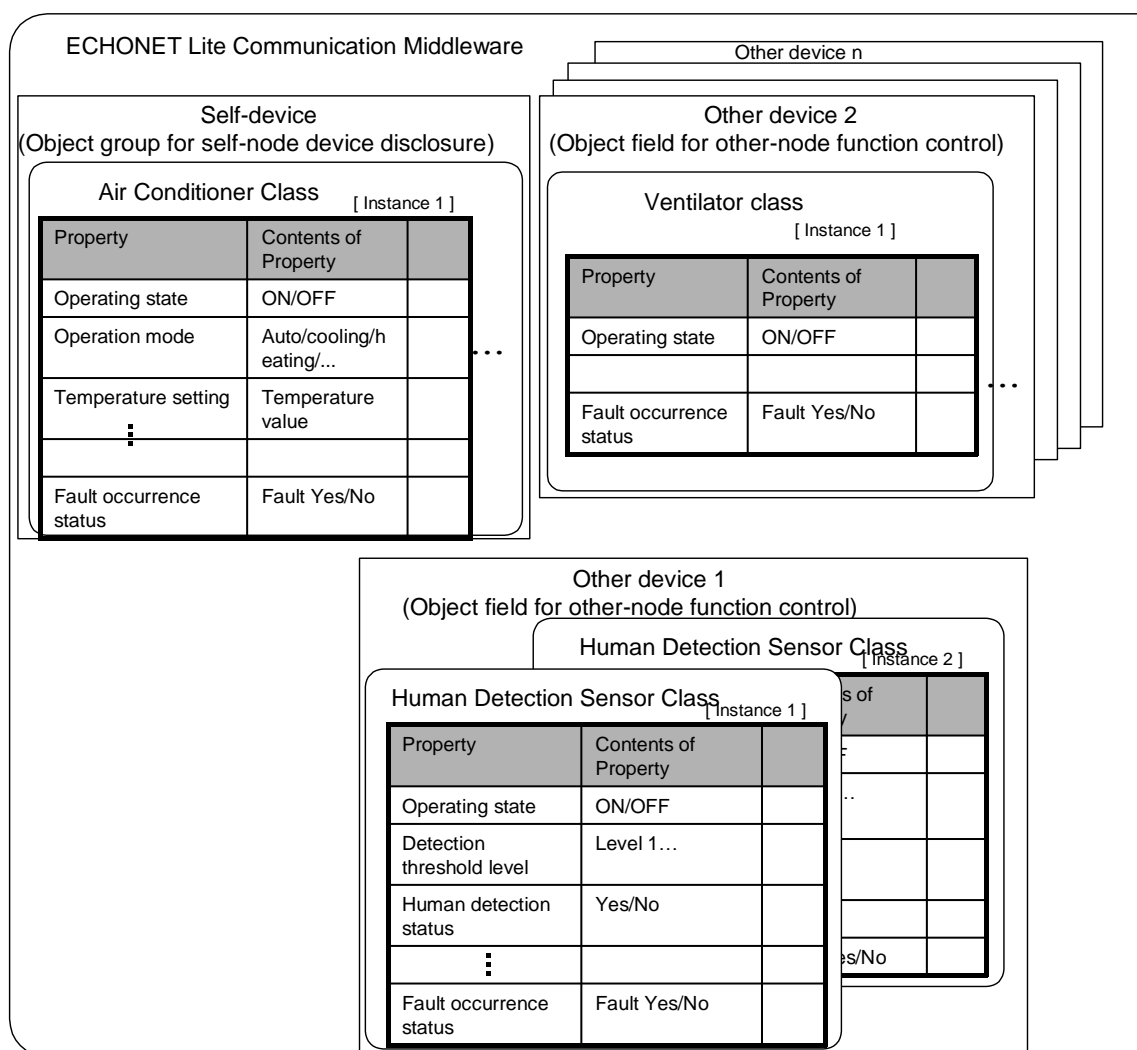 ECHONET Lite Communication Middleware
Other device n
Self-device
(Object group for self-node device disclosure)
Air Conditioner Class
[ Instance 1 ]
Property
Contents of
Property
Operating state
ON/OFF
Operation mode
Auto/cooling/h
eating/...
Temperature setting
Temperature
value
Fault occurrence
status
Fault Yes/No
...
Other device 2
(Object field for other-node function control)
Ventilator class
[ Instance 1 ]
Property
Contents of
Property
Operating state
ON/OFF
Fault occurrence
status
Fault Yes/No
...
Other device 1
(Object field for other-node function control)
Human Detection Sensor Class
[ Instance 2 ]
s of
es/No
Human Detection Sensor Class
[ Instance 1 ]
Property
Contents of
Property
Operating state
ON/OFF
Detection
threshold level
Level 1…
Human detection
status
Yes/No
Fault occurrence
status
Fault Yes/No